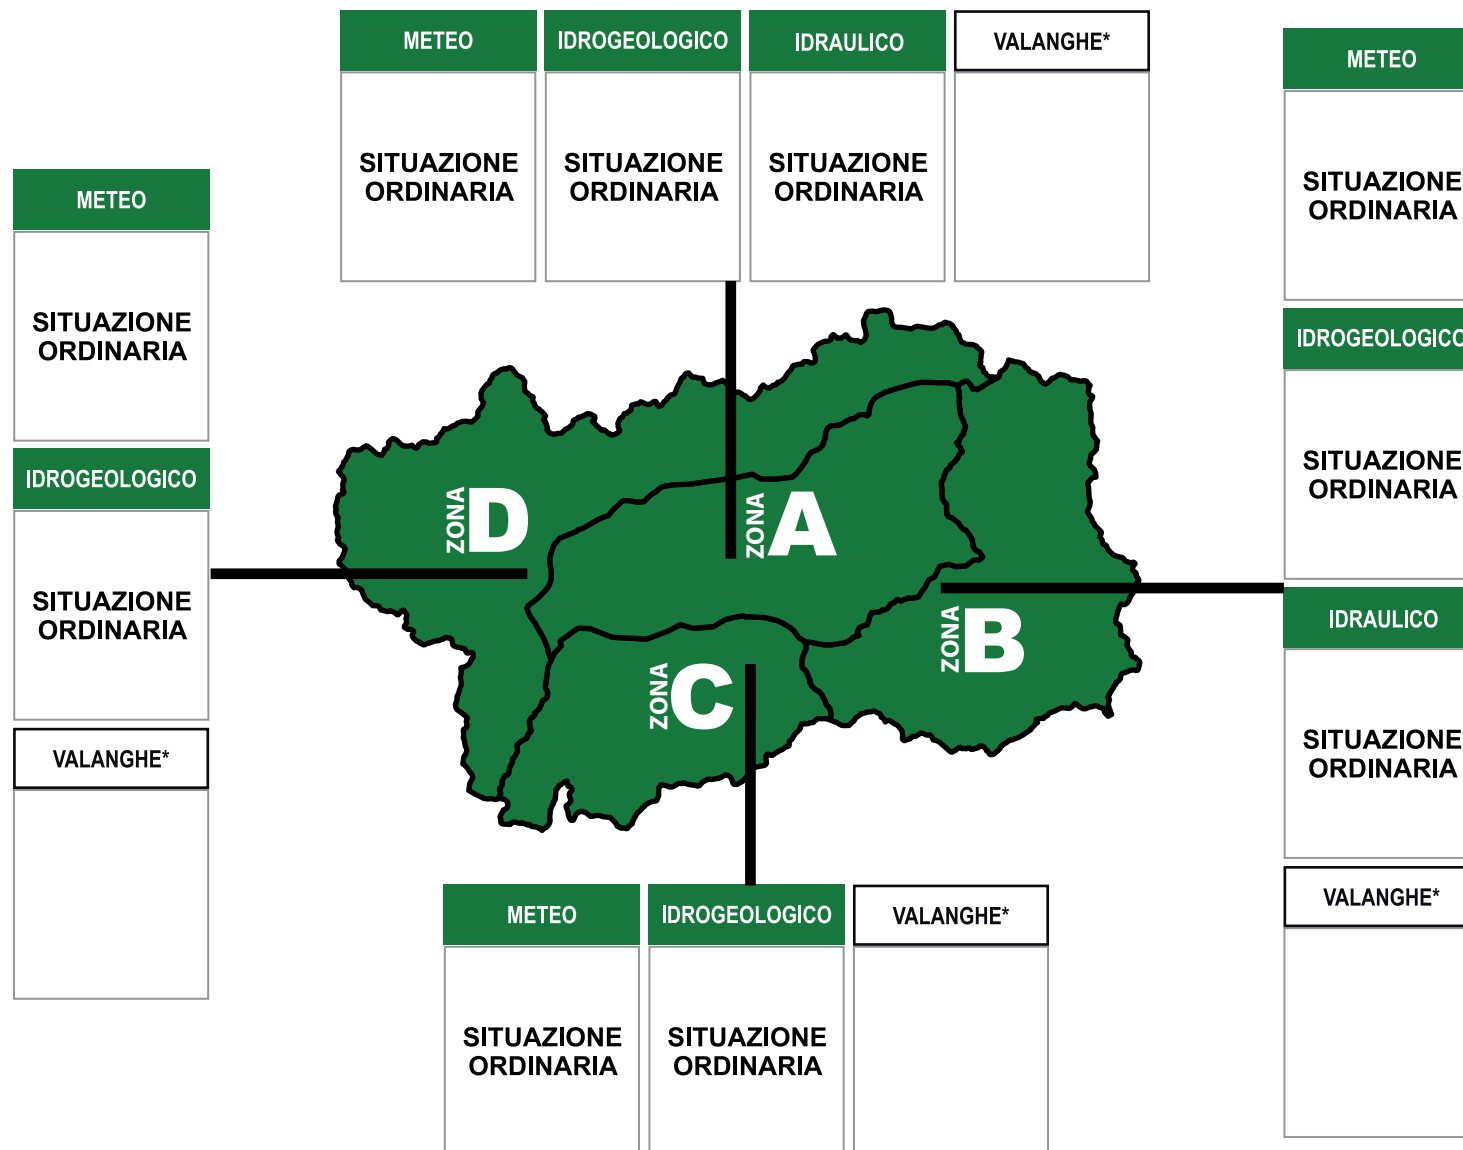 METEO
IDROGEOLOGICO
IDRAULICO
VALANGHE*
SITUAZIONE
ORDINARIA
SITUAZIONE
ORDINARIA
SITUAZIONE
ORDINARIA
METEO
SITUAZIONE
ORDINARIA
IDROGEOLOGICO
SITUAZIONE
ORDINARIA
VALANGHE*
METEO
SITUAZIONE
ORDINARIA
IDROGEOLOGICO
SITUAZIONE
ORDINARIA
IDRAULICO
SITUAZIONE
ORDINARIA
VALANGHE*
ZONA D
ZONA A
ZONA B
ZONA C
METEO
IDROGEOLOGICO
VALANGHE*
SITUAZIONE
ORDINARIA
SITUAZIONE
ORDINARIA